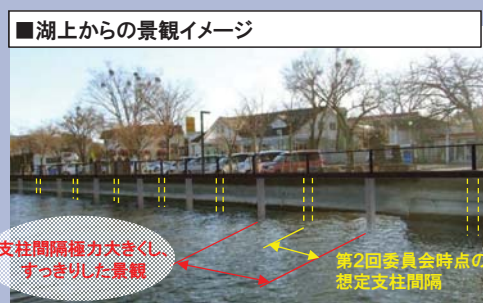 ■湖上からの景観イメージ
支柱間隔極力大きくし、
すっきりした景観
第2回委員会時点の
想定支柱間隔